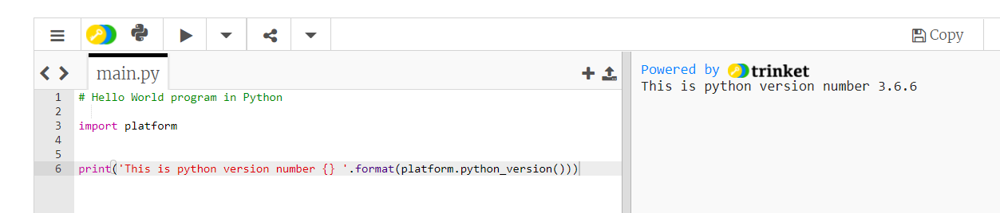 Copy
main.py
1 # Hello World program in Python
2
3 import platform
4
5
6 print('This is python version number {} '.format(platform.python_version()))
Powered by trinket
This is python version number 3.6.6